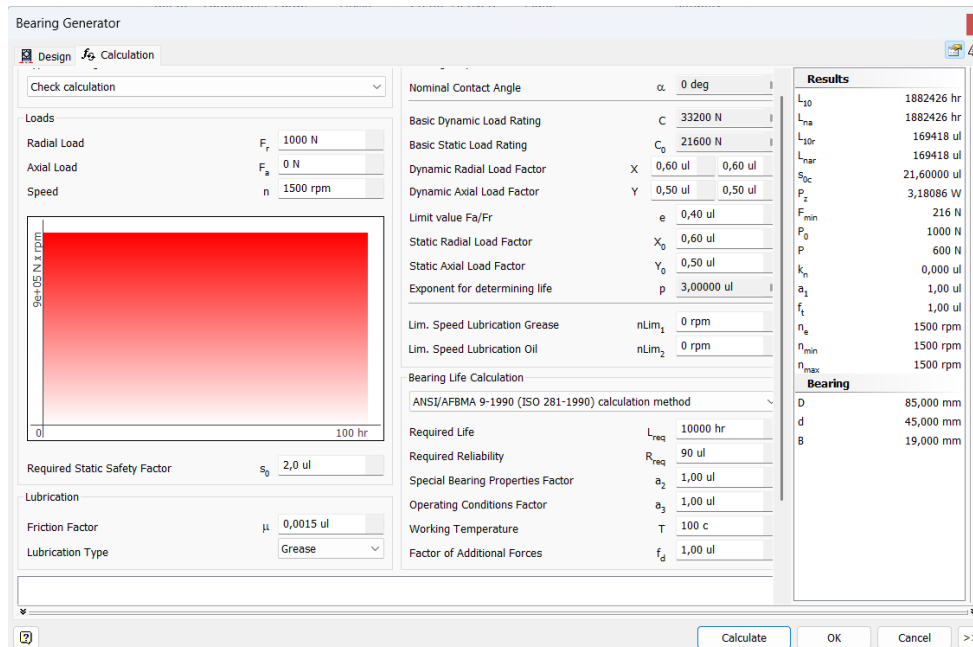 Bearing Generator
Design
Calculation
Check calculation
Loads
Radial Load Fr 1000 N
Axial Load Fa 0 N
Speed n 1500 rpm
9e+05 N x rpm
0 100 hr
Required Static Safety Factor s0 2,0 ul
Lubrication
Friction Factor μ 0,0015 ul
Lubrication Type Grease
Nominal Contact Angle α 0 deg
Basic Dynamic Load Rating C 33200 N
Basic Static Load Rating C0 21600 N
Dynamic Radial Load Factor X 0,60 ul 0,60 ul
Dynamic Axial Load Factor Y 0,50 ul 0,50 ul
Limit value Fa/Fr e 0,40 ul
Static Radial Load Factor X0 0,60 ul
Static Axial Load Factor Y0 0,50 ul
Exponent for determining life p 3,00000 ul
Lim. Speed Lubrication Grease nLim1 0 rpm
Lim. Speed Lubrication Oil nLim2 0 rpm
Bearing Life Calculation
ANSI/AFBMA 9-1990 (ISO 281-1990) calculation method
Required Life Lreq 10000 hr
Required Reliability Rreq 90 ul
Special Bearing Properties Factor a2 1,00 ul
Operating Conditions Factor a3 1,00 ul
Working Temperature T 100 c
Factor of Additional Forces fd 1,00 ul
Results
L10 1882426 hr
Lna 1882426 hr
L10r 169418 ul
Lnar 169418 ul
s0c 21,60000 ul
Pz 3,18086 W
Fmin 216 N
P0 1000 N
P 600 N
kn 0,000 ul
a1 1,00 ul
ft 1,00 ul
ne 1500 rpm
nmin 1500 rpm
nmax 1500 rpm
Bearing
D 85,000 mm
d 45,000 mm
B 19,000 mm
Calculate
OK
Cancel
>>